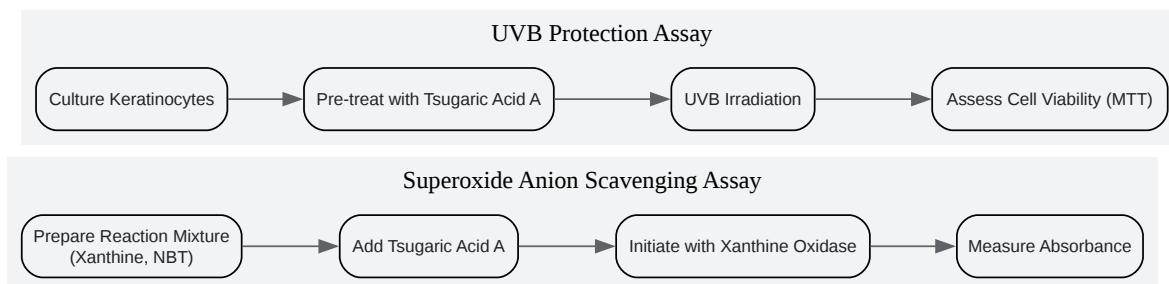 UVB Protection Assay
Culture Keratinocytes
Pre-treat with Tsugaric Acid A
UVB Irradiation
Assess Cell Viability (MTT)
Superoxide Anion Scavenging Assay
Prepare Reaction Mixture
(Xanthine, NBT)
Add Tsugaric Acid A
Initiate with Xanthine Oxidase
Measure Absorbance